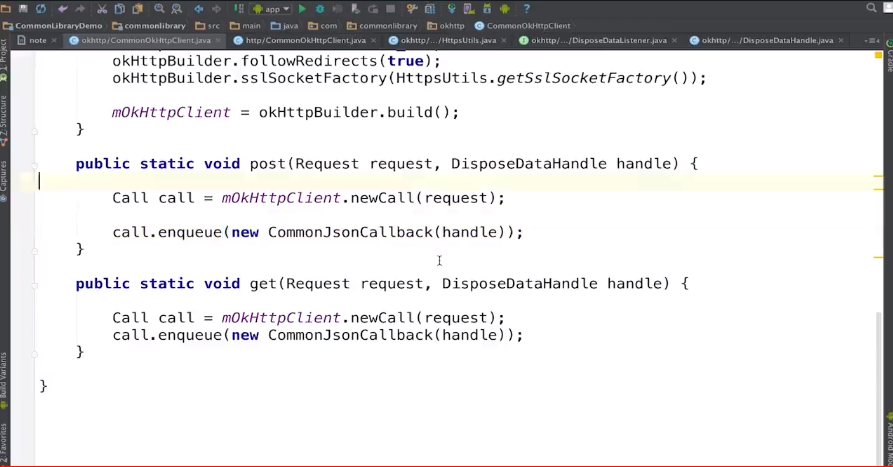 app
CommonLibraryDemo commonlibrary src main java com commonlibrary okhttp CommonOkHttpClient
note okhttp/CommonOkHttpClient.java http/CommonOkHttpClient.java okhttp/.../HttpsUtils.java okhttp/.../DisposeDataListener.java okhttp/.../DisposeDataHandle.java
1: Project
Z: Structure
Captures
Build Variants
2: Favorites
Gradle
okHttpBuilder.followRedirects(true);
okHttpBuilder.sslSocketFactory(HttpsUtils.getSslSocketFactory());
mOkHttpClient = okHttpBuilder.build();
}
public static void post(Request request, DisposeDataHandle handle) {
Call call = mOkHttpClient.newCall(request);
call.enqueue(new CommonJsonCallback(handle));
}
public static void get(Request request, DisposeDataHandle handle) {
Call call = mOkHttpClient.newCall(request);
call.enqueue(new CommonJsonCallback(handle));
}
}